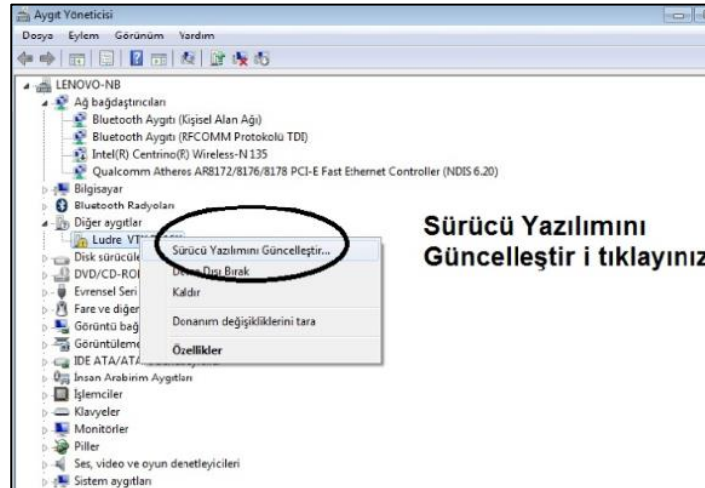 Aygıt Yöneticisi
Dosya Eylem Görünüm Yardım
LENOVO-NB
Ağ bağdaştırıcıları
Bluetooth Aygıtı (Kişisel Alan Ağı)
Bluetooth Aygıtı (RFCOMM Protokolü TDI)
Intel(R) Centrino(R) Wireless-N 135
Qualcomm Atheros AR8172/8176/8178 PCI-E Fast Ethernet Controller (NDIS 6.20)
Bilgisayar
Bluetooth Radyoları
Diğer aygıtlar
Ludre
Sürücü Yazılımını Güncelleştir...
Disk sürücüle
Devre Dışı Bırak
DVD/CD-RO
Kaldır
Evrensel Seri
Fare ve diğer
Donanım değişikliklerini tara
Görüntü bağ
Görüntüleme
Özellikler
IDE ATA/ATA
İnsan Arabirim Aygıtları
İşlemciler
Klavyeler
Monitörler
Piller
Ses, video ve oyun denetleyicileri
Sistem aygıtları
Sürücü Yazılımını
Güncelleştir i tıklayınız